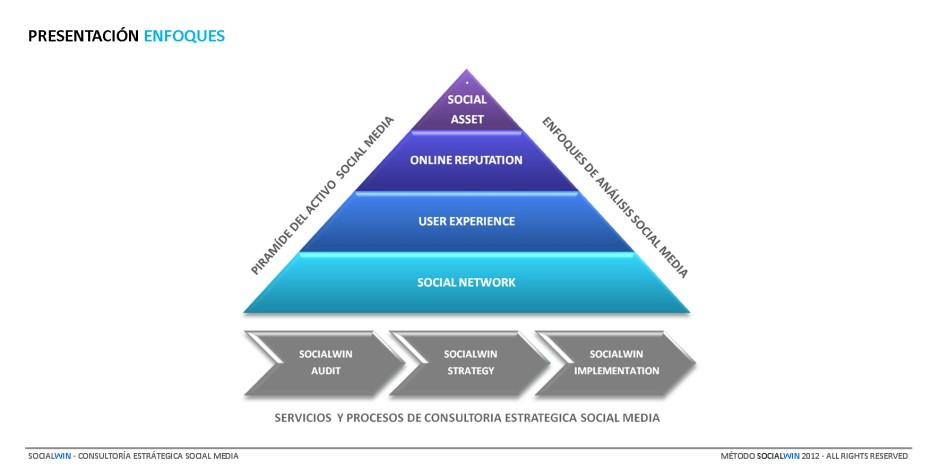 PRESENTACIÓN ENFOQUES
PIRAMÍDE DEL ACTIVO SOCIAL MEDIA
ENFOQUES DE ANÁLISIS SOCIAL MEDIA
SOCIAL
ASSET
ONLINE REPUTATION
USER EXPERIENCE
SOCIAL NETWORK
SOCIALWIN
AUDIT
SOCIALWIN
STRATEGY
SOCIALWIN
IMPLEMENTATION
SERVICIOS Y PROCESOS DE CONSULTORIA ESTRATEGICA SOCIAL MEDIA
SOCIALWIN - CONSULTORÍA ESTRÁTEGICA SOCIAL MEDIA
MÉTODO SOCIALWIN 2012 - ALL RIGHTS RESERVED